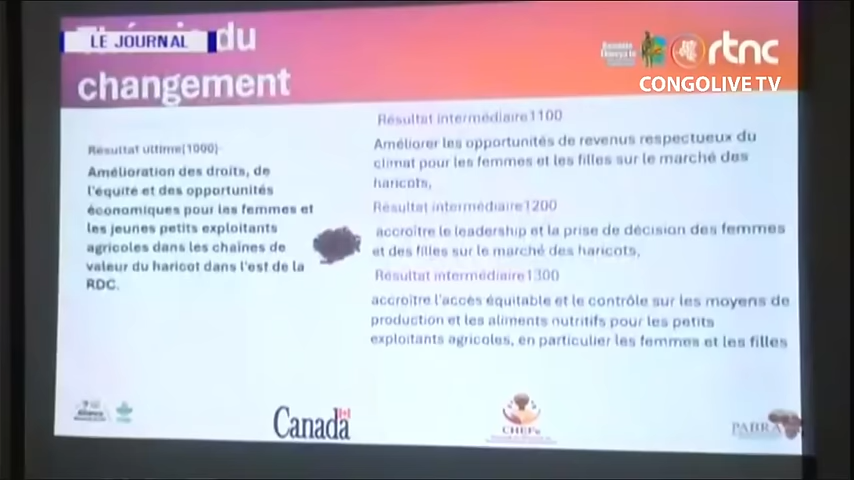 LE JOURNAL
du
changement
rtnc
CONGOLIVE TV
Résultat ultime(1000)
Amélioration des droits, de
l'équité et des opportunités
économiques pour les femmes et
les jeunes petits exploitants
agricoles dans les chaînes de
valeur du haricot dans l'est de la
RDC.
Résultat intermédiaire1100
Améliorer les opportunités de revenus respectueux du
climat pour les femmes et les filles sur le marché des
haricots,
Résultat intermédiaire1200
accroître le leadership et la prise de décision des femmes
et des filles sur le marché des haricots,
Résultat intermédiaire1300
accroître l'accès équitable et le contrôle sur les moyens de
production et les aliments nutritifs pour les petits
exploitants agricoles, en particulier les femmes et les filles
Canada
PABRA